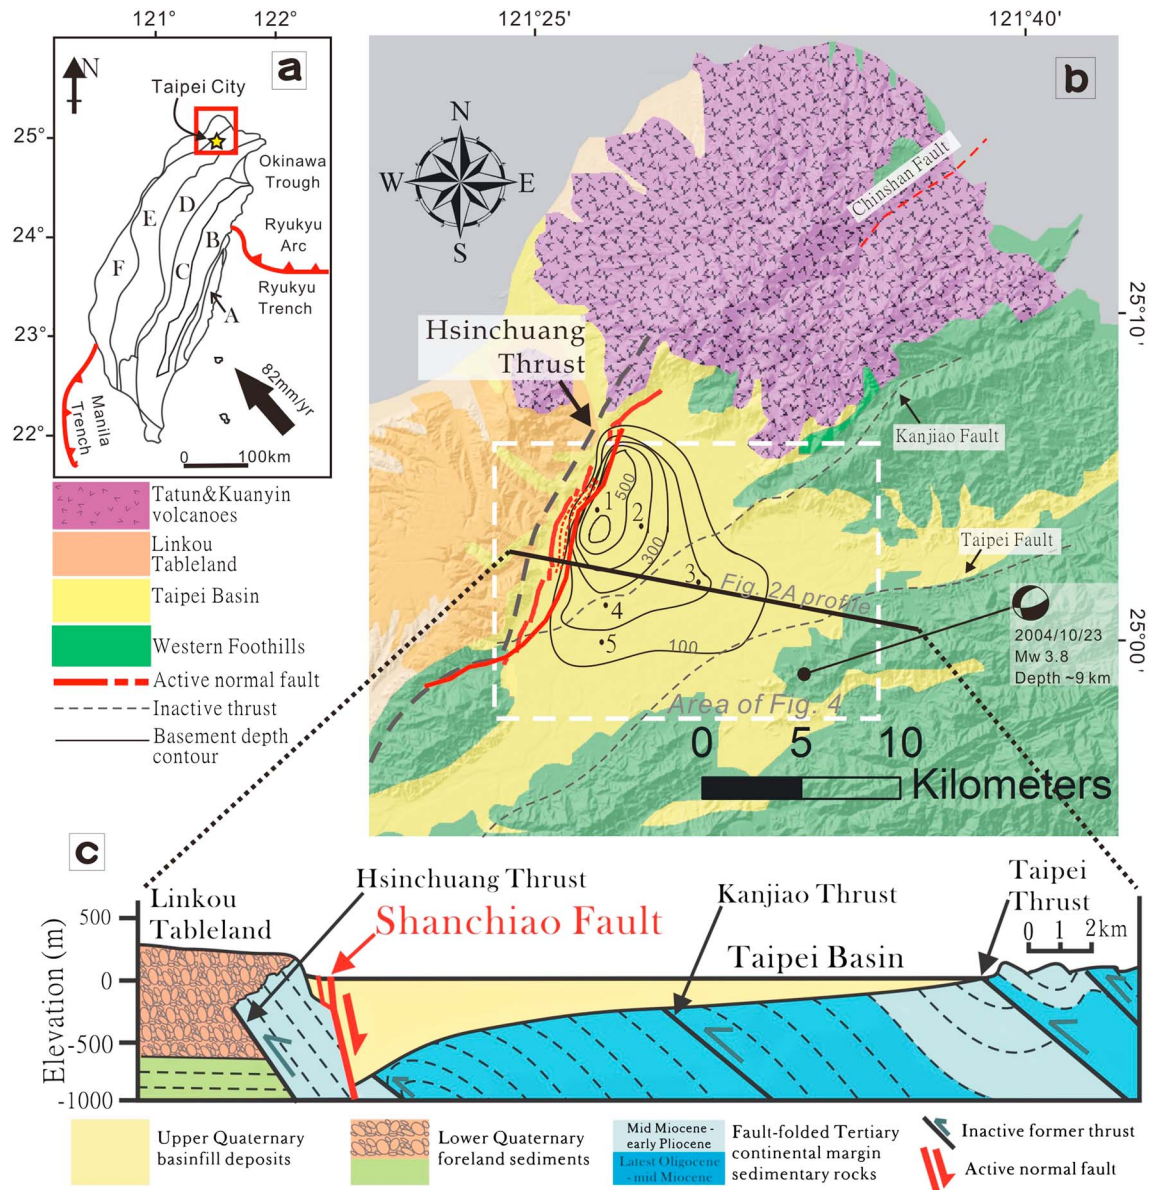 121°
122°
121°25'
121°40'
a
N
Taipei City
25°
24°
23°
22°
Okinawa
Trough
Ryukyu
Arc
Ryukyu
Trench
A
B
C
D
E
F
82mm/yr
Manila
Trench
0
100km
b
N
W
E
S
Chinshan Fault
Hsinchuang
Thrust
Kanjiao Fault
Taipei Fault
25°10'
25°00'
500
300
100
1
2
3
4
5
Fig. 2A profile
Area of Fig. 4
2004/10/23
Mw 3.8
Depth ~9 km
0
5
10
Kilometers
Tatun&Kuanyin
volcanoes
Linkou
Tableland
Taipei Basin
Western Foothills
Active normal fault
Inactive thrust
Basement depth
contour
c
Linkou
Tableland
Hsinchuang Thrust
Shanchiao Fault
Kanjiao Thrust
Taipei
Thrust
Taipei Basin
0
1
2km
Elevation (m)
500
0
-500
-1000
Upper Quaternary
basinfill deposits
Lower Quaternary
foreland sediments
Mid Miocene -
early Pliocene
Latest Oligocene
- mid Miocene
Fault-folded Tertiary
continental margin
sedimentary rocks
Inactive former thrust
Active normal fault